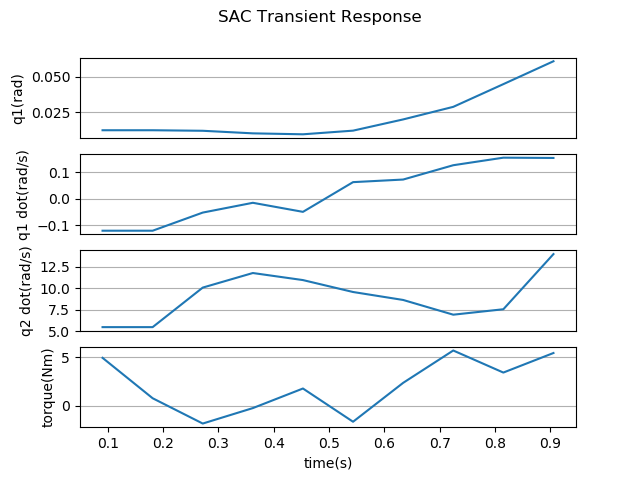 SAC Transient Response
q1(rad)
0.050
0.025
q1 dot(rad/s)
0.1
0.0
−0.1
q2 dot(rad/s)
12.5
10.0
7.5
5.0
torque(Nm)
5
0
0.1 0.2 0.3 0.4 0.5 0.6 0.7 0.8 0.9
time(s)